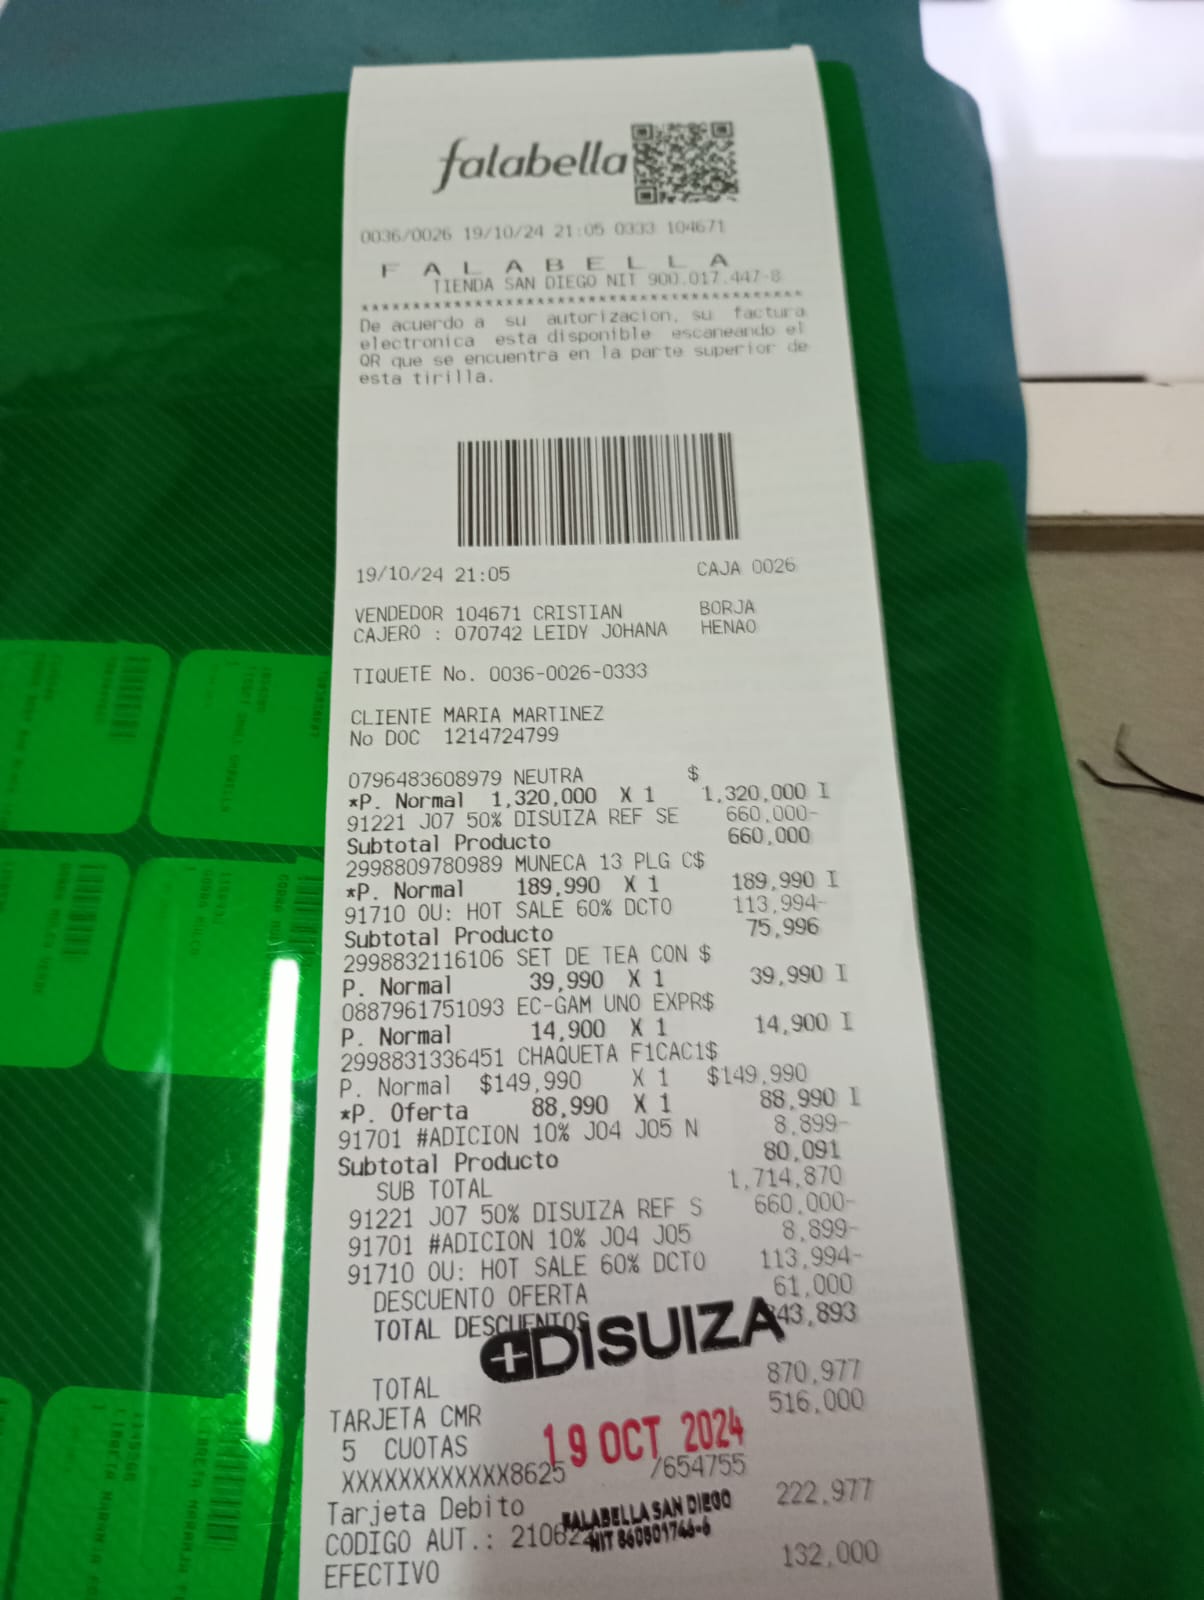 falabella
0036/0026 19/10/24 21:05 0333 104671
F A L A B E L L A
TIENDA SAN DIEGO NIT 900.017.447-8
De acuerdo a su autorizacion, su factura
electronica esta disponible escaneando el
QR que se encuentra en la parte superior de
esta tirilla.
19/10/24 21:05 CAJA 0026
VENDEDOR 104671 CRISTIAN BORJA
CAJERO : 070742 LEIDY JOHANA HENAO
TIQUETE No. 0036-0026-0333
CLIENTE MARIA MARTINEZ
No DOC 1214724799
0796483608979 NEUTRA $
*P. Normal 1,320,000 X 1 1,320,000 I
91221 J07 50% DISUIZA REF SE 660,000-
Subtotal Producto 660,000
2998809780989 MUNECA 13 PLG C$
*P. Normal 189,990 X 1 189,990 I
91710 OU: HOT SALE 60% DCTO 113,994-
Subtotal Producto 75,996
2998832116106 SET DE TEA CON $
P. Normal 39,990 X 1 39,990 I
0887961751093 EC-GAM UNO EXPR$
P. Normal 14,900 X 1 14,900 I
2998831336451 CHAQUETA F1CAC1$
P. Normal $149,990 X 1 $149,990
*P. Oferta 88,990 X 1 88,990 I
91701 #ADICION 10% J04 J05 N 8,899-
Subtotal Producto 80,091
SUB TOTAL 1,714,870
91221 J07 50% DISUIZA REF S 660,000-
91701 #ADICION 10% J04 J05 8,899-
91710 OU: HOT SALE 60% DCTO 113,994-
DESCUENTO OFERTA 61,000
TOTAL DESCUENTOS 843,893
DISUIZA
TOTAL 870,977
TARJETA CMR 516,000
5 CUOTAS
19 OCT 2024
XXXXXXXXXXXX8625 /654755
Tarjeta Debito 222,977
FALABELLA SAN DIEGO
CODIGO AUT.:
NIT 860501746-6
EFECTIVO 132,000